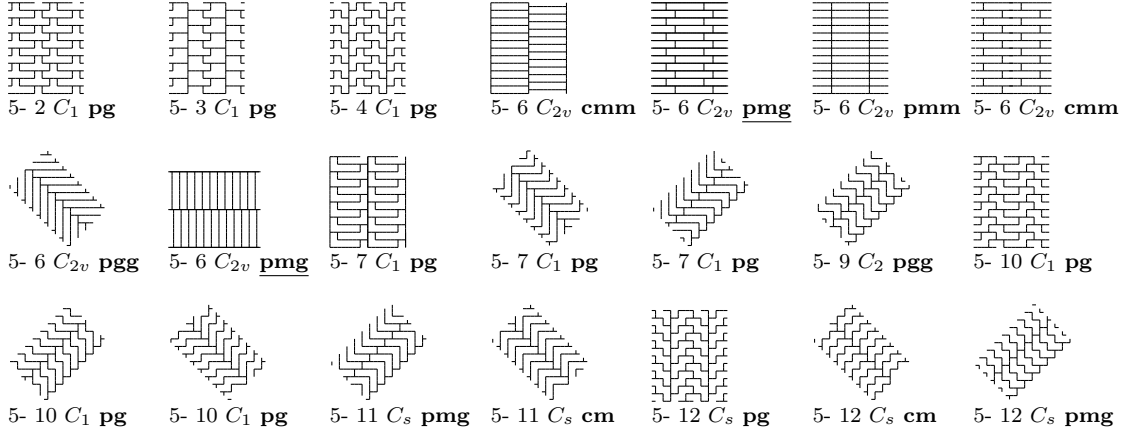 5- 2 C₁ pg 5- 3 C₁ pg 5- 4 C₁ pg 5- 6 C₂ᵥ cmm 5- 6 C₂ᵥ pmg 5- 6 C₂ᵥ pmm 5- 6 C₂ᵥ cmm
5- 6 C₂ᵥ pgg 5- 6 C₂ᵥ pmg 5- 7 C₁ pg 5- 7 C₁ pg 5- 7 C₁ pg 5- 9 C₂ pgg 5- 10 C₁ pg
5- 10 C₁ pg 5- 10 C₁ pg 5- 11 Cₛ pmg 5- 11 Cₛ cm 5- 12 Cₛ pg 5- 12 Cₛ cm 5- 12 Cₛ pmg